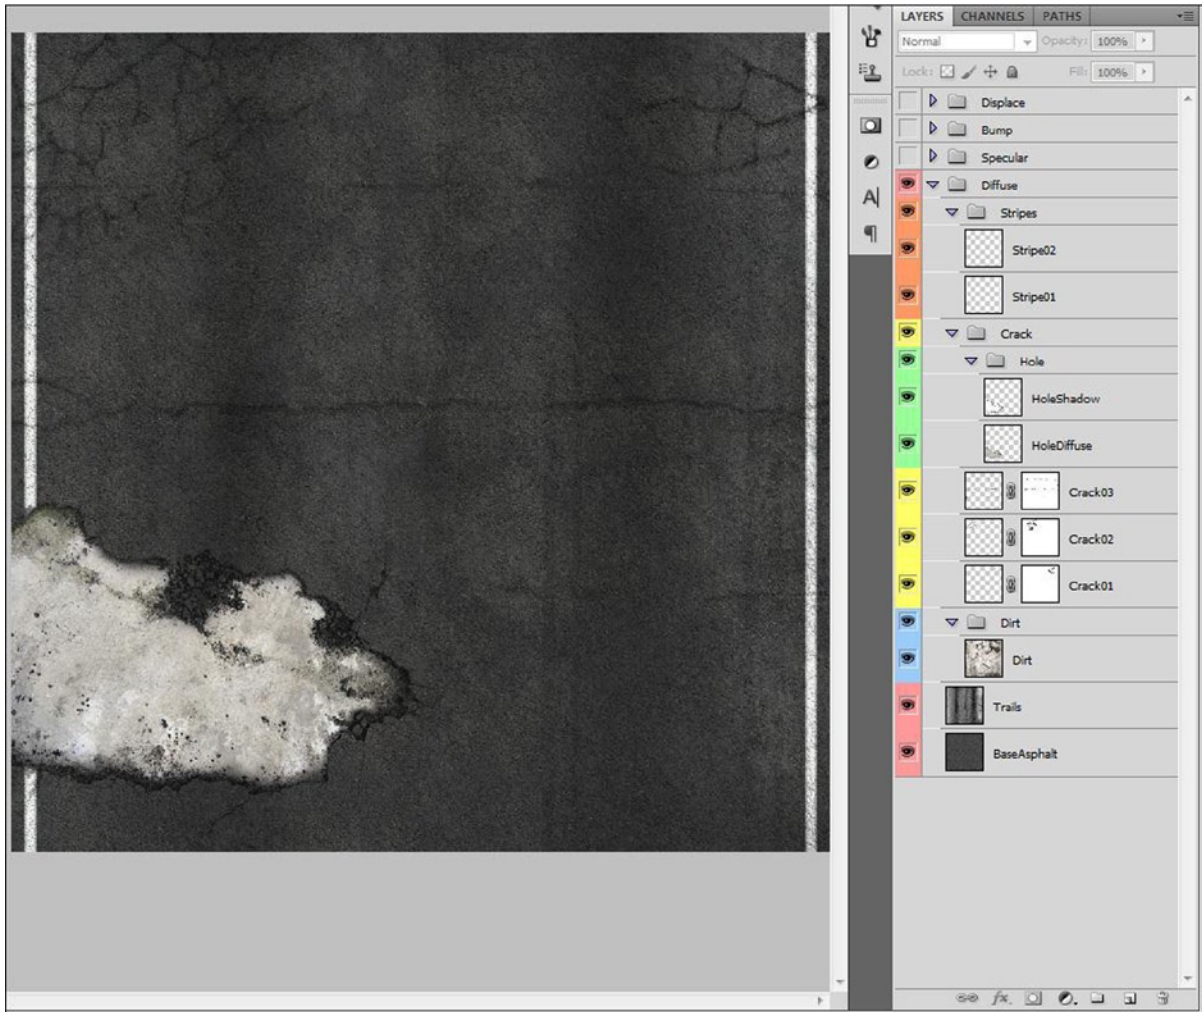 LAYERS CHANNELS PATHS
Normal Opacity: 100%
Lock: Fill: 100%
Displace
Bump
Specular
Diffuse
Stripes
Stripe02
Stripe01
Crack
Hole
HoleShadow
HoleDiffuse
Crack03
Crack02
Crack01
Dirt
Dirt
Trails
BaseAsphalt